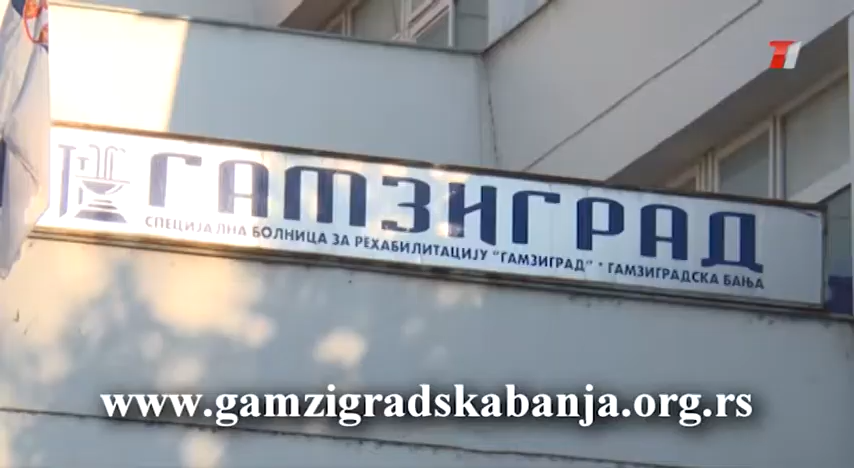 ГАМЗИГРАД
СПЕЦИЈАЛНА БОЛНИЦА ЗА РЕХАБИЛИТАЦИЈУ "ГАМЗИГРАД" · ГАМЗИГРАДСКА БАЊА
www.gamzigradskabanja.org.rs